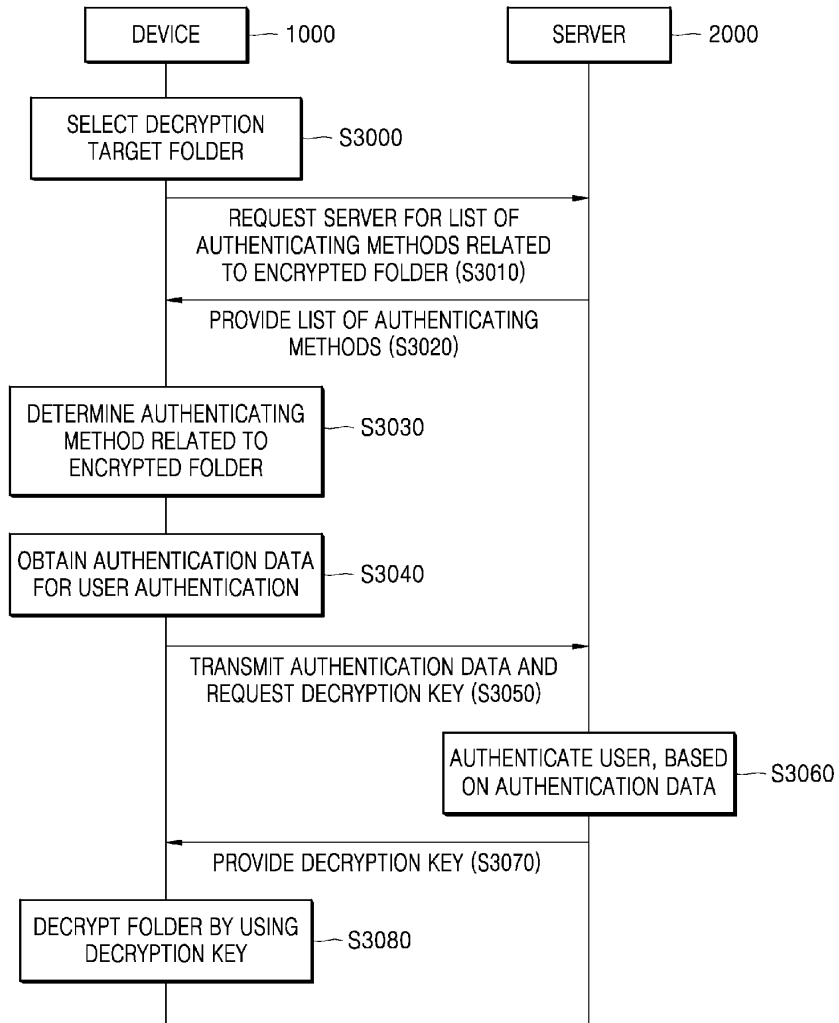 DEVICE
1000
SERVER
2000
SELECT DECRYPTION
TARGET FOLDER
S3000
REQUEST SERVER FOR LIST OF
AUTHENTICATING METHODS RELATED
TO ENCRYPTED FOLDER (S3010)
PROVIDE LIST OF AUTHENTICATING
METHODS (S3020)
DETERMINE AUTHENTICATING
METHOD RELATED TO
ENCRYPTED FOLDER
S3030
OBTAIN AUTHENTICATION DATA
FOR USER AUTHENTICATION
S3040
TRANSMIT AUTHENTICATION DATA AND
REQUEST DECRYPTION KEY (S3050)
AUTHENTICATE USER, BASED
ON AUTHENTICATION DATA
S3060
PROVIDE DECRYPTION KEY (S3070)
DECRYPT FOLDER BY USING
DECRYPTION KEY
S3080